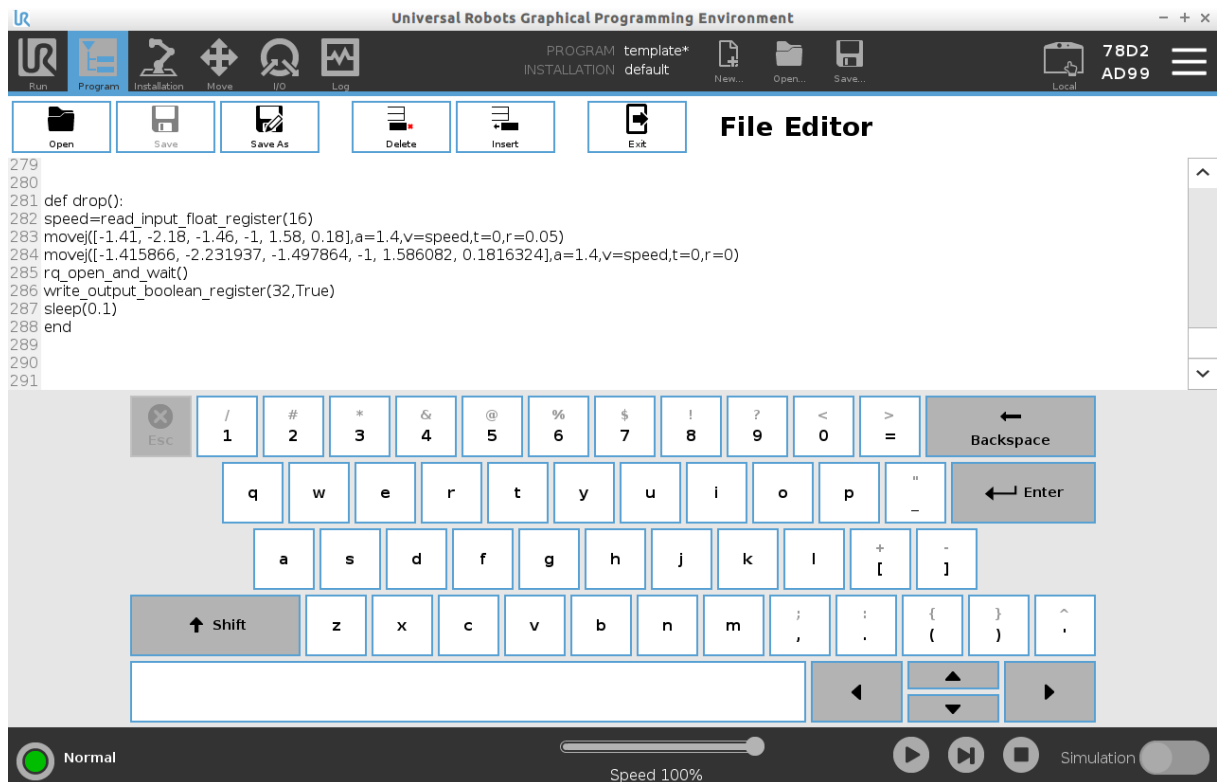 Universal Robots Graphical Programming Environment
Run
Program
Installation
Move
I/O
Log
PROGRAM template*
INSTALLATION default
New...
Open...
Save...
Local
78D2
AD99
Open
Save
Save As
Delete
Insert
Exit
File Editor
279
280
281 def drop():
282 speed=read_input_float_register(16)
283 movej([-1.41, -2.18, -1.46, -1, 1.58, 0.18],a=1.4,v=speed,t=0,r=0.05)
284 movej([-1.415866, -2.231937, -1.497864, -1, 1.586082, 0.1816324],a=1.4,v=speed,t=0,r=0)
285 rq_open_and_wait()
286 write_output_boolean_register(32,True)
287 sleep(0.1)
288 end
289
290
291
/ # * & @ % $ ! ? < >
Esc 1 2 3 4 5 6 7 8 9 0 = Backspace
q w e r t y u i o p " _ Enter
a s d f g h j k l + [ - ]
Shift z x c v b n m ; , : . { ( } ) ^ '
Normal
Speed 100%
Simulation